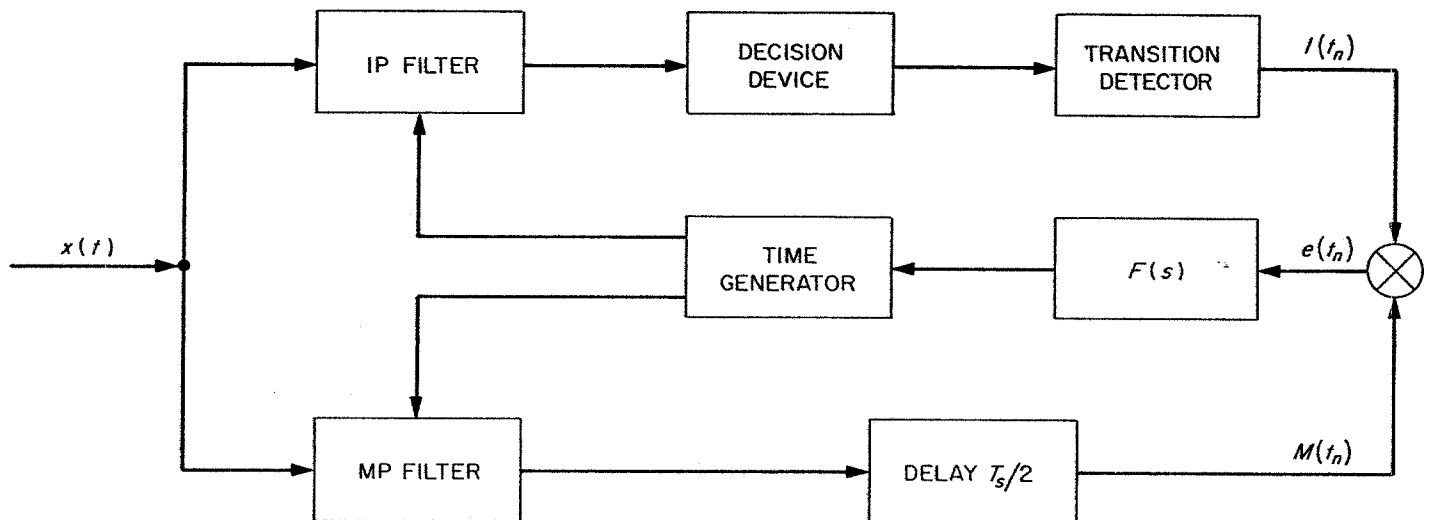 IP FILTER
DECISION
DEVICE
TRANSITION
DETECTOR
I(tₙ)
x(t)
TIME
GENERATOR
F(s)
e(tₙ)
MP FILTER
DELAY Tₛ/2
M(tₙ)